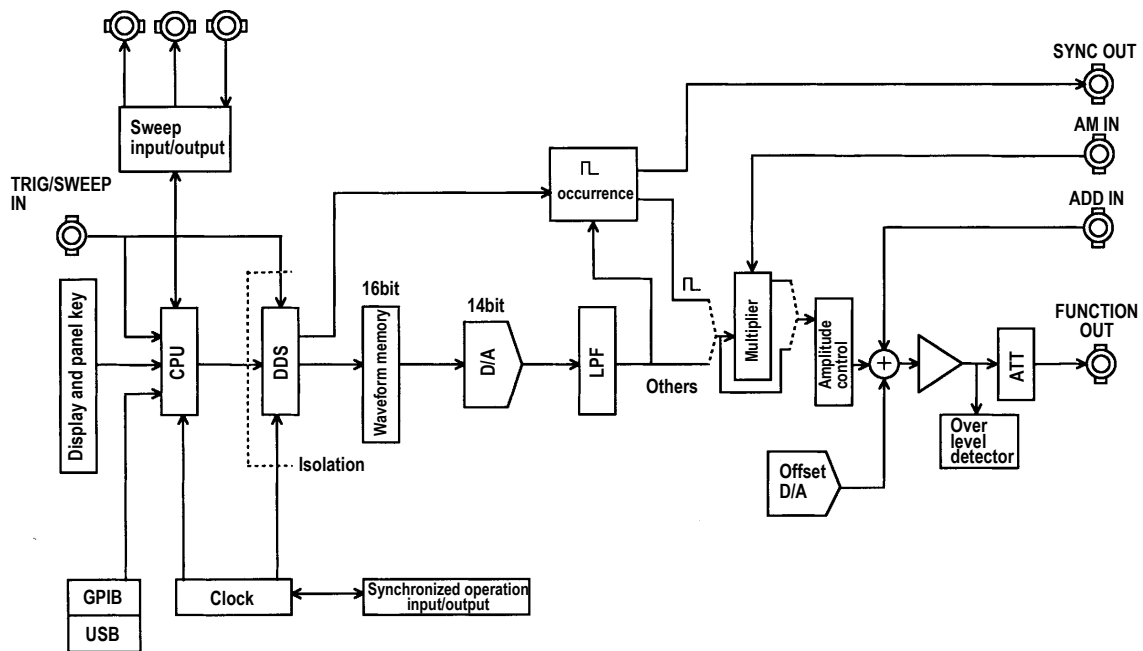 SYNC OUT
Sweep
input/output
AM IN
TRIG/SWEEP
IN
occurrence
ADD IN
16bit
14bit
FUNCTION
OUT
Display and panel key
CPU
DDS
Waveform memory
D/A
LPF
Others
Multiplier
Amplitude
control
+
ATT
Over
level
detector
Isolation
Offset
D/A
GPIB
USB
Clock
Synchronized operation
input/output